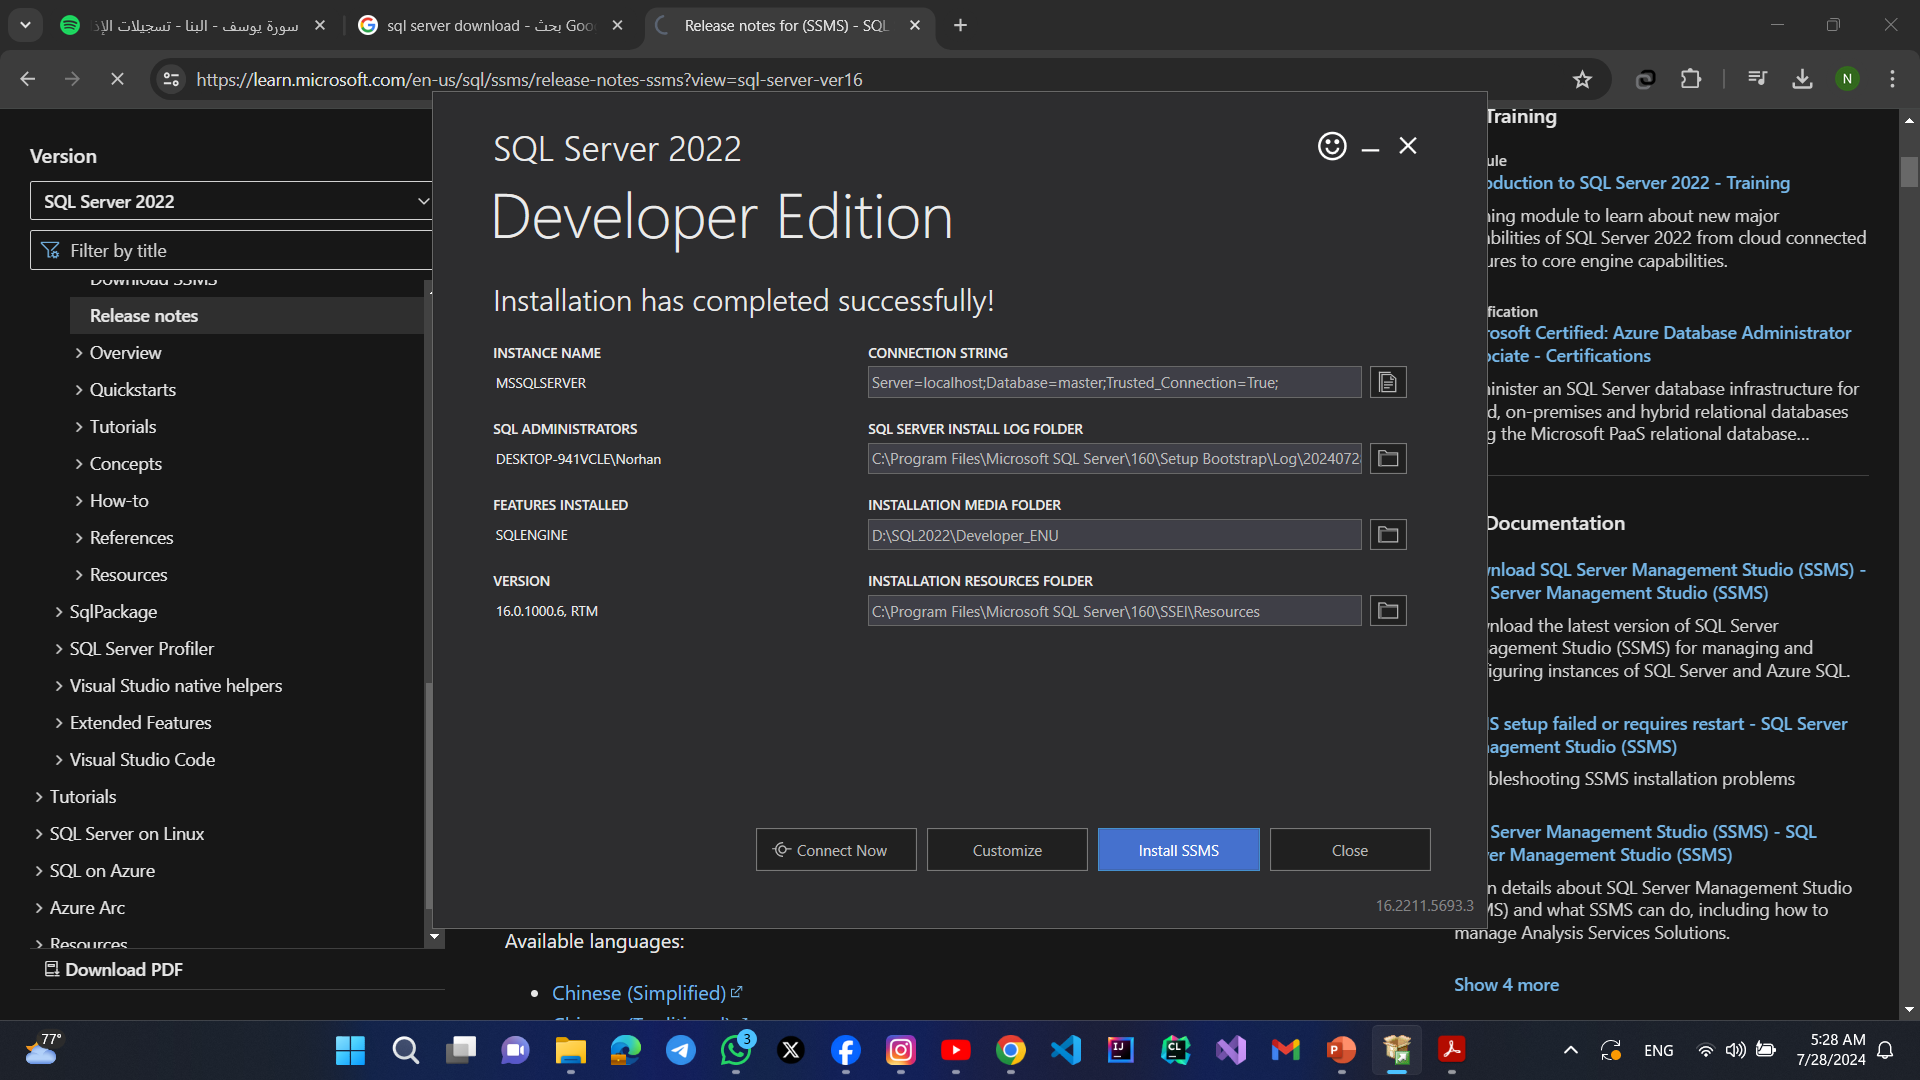 سورة يوسف - البنا - تسجيلات الإذ
sql server download - بحث Goo
Release notes for (SSMS) - SQL
https://learn.microsoft.com/en-us/sql/ssms/release-notes-ssms?view=sql-server-ver16
N
Version
SQL Server 2022
Filter by title
Download SSMS
Release notes
Overview
Quickstarts
Tutorials
Concepts
How-to
References
Resources
SqlPackage
SQL Server Profiler
Visual Studio native helpers
Extended Features
Visual Studio Code
Tutorials
SQL Server on Linux
SQL on Azure
Azure Arc
Resources
Download PDF
SQL Server 2022
Developer Edition
Installation has completed successfully!
INSTANCE NAME
MSSQLSERVER
SQL ADMINISTRATORS
DESKTOP-941VCLE\Norhan
FEATURES INSTALLED
SQLENGINE
VERSION
16.0.1000.6, RTM
CONNECTION STRING
Server=localhost;Database=master;Trusted_Connection=True;
SQL SERVER INSTALL LOG FOLDER
C:\Program Files\Microsoft SQL Server\160\Setup Bootstrap\Log\2024072
INSTALLATION MEDIA FOLDER
D:\SQL2022\Developer_ENU
INSTALLATION RESOURCES FOLDER
C:\Program Files\Microsoft SQL Server\160\SSEI\Resources
Connect Now
Customize
Install SSMS
Close
16.2211.5693.3
Available languages:
Chinese (Simplified)
Training
ule
oduction to SQL Server 2022 - Training
ing module to learn about new major
bilities of SQL Server 2022 from cloud connected
ures to core engine capabilities.
fication
rosoft Certified: Azure Database Administrator
ciate - Certifications
inister an SQL Server database infrastructure for
d, on-premises and hybrid relational databases
g the Microsoft PaaS relational database...
Documentation
nload SQL Server Management Studio (SSMS) -
Server Management Studio (SSMS)
nload the latest version of SQL Server
agement Studio (SSMS) for managing and
iguring instances of SQL Server and Azure SQL.
S setup failed or requires restart - SQL Server
agement Studio (SSMS)
bleshooting SSMS installation problems
Server Management Studio (SSMS) - SQL
er Management Studio (SSMS)
n details about SQL Server Management Studio
MS) and what SSMS can do, including how to
manage Analysis Services Solutions.
Show 4 more
77°
3
ENG
5:28 AM
7/28/2024